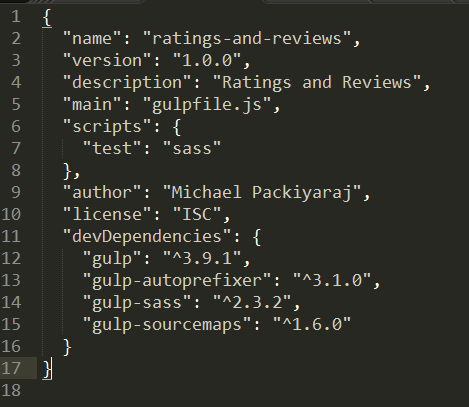 1 {
2   "name": "ratings-and-reviews",
3   "version": "1.0.0",
4   "description": "Ratings and Reviews",
5   "main": "gulpfile.js",
6   "scripts": {
7     "test": "sass"
8   },
9   "author": "Michael Packiyaraj",
10   "license": "ISC",
11   "devDependencies": {
12     "gulp": "^3.9.1",
13     "gulp-autoprefixer": "^3.1.0",
14     "gulp-sass": "^2.3.2",
15     "gulp-sourcemaps": "^1.6.0"
16   }
17 }
18